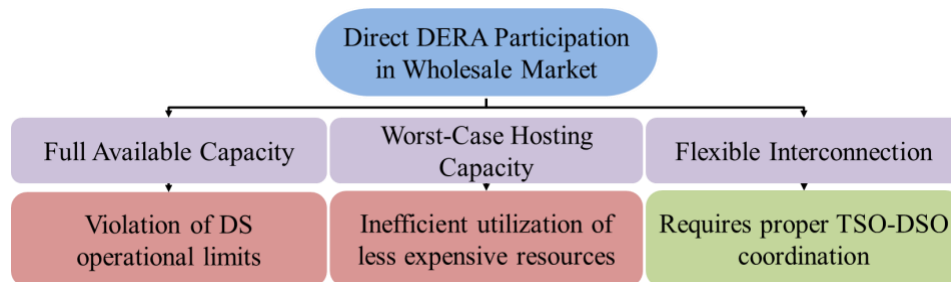 Direct DERA Participation
in Wholesale Market
Full Available Capacity
Worst-Case Hosting
Capacity
Flexible Interconnection
Violation of DS
operational limits
Inefficient utilization of
less expensive resources
Requires proper TSO-DSO
coordination